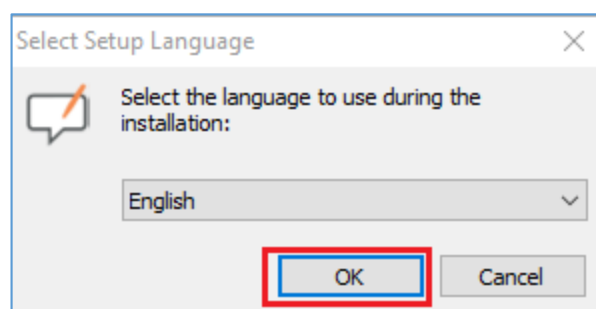 Select Setup Language
Select the language to use during the
installation:
English
OK Cancel